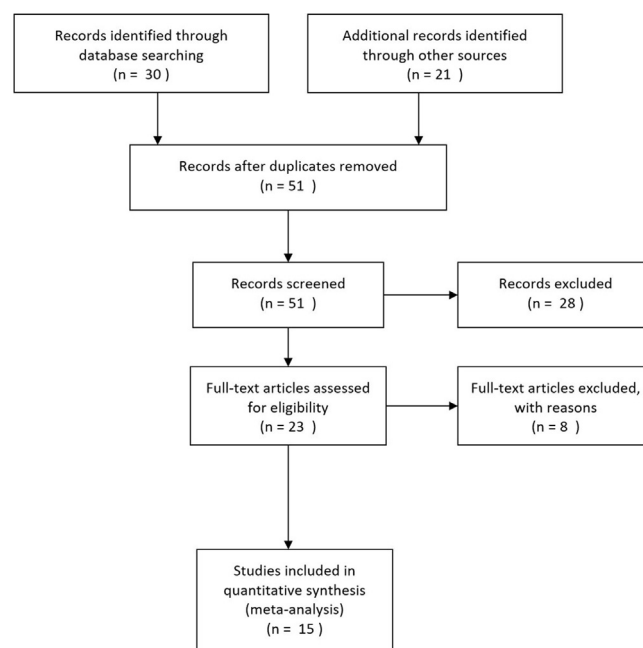 Records identified through
database searching
(n =  30 )
Additional records identified
through other sources
(n = 21  )
Records after duplicates removed
(n = 51  )
Records screened
(n = 51  )
Records excluded
(n =  28 )
Full-text articles assessed
for eligibility
(n = 23  )
Full-text articles excluded,
with reasons
(n = 8  )
Studies included in
quantitative synthesis
(meta-analysis)
(n =  15 )